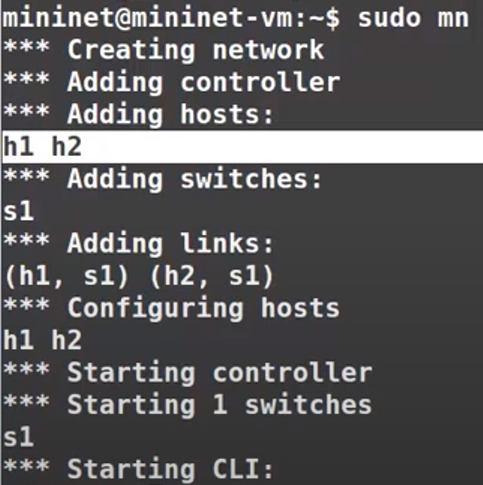 mininet@mininet-vm:~$ sudo mn
*** Creating network
*** Adding controller
*** Adding hosts:
h1 h2
*** Adding switches:
s1
*** Adding links:
(h1, s1) (h2, s1)
*** Configuring hosts
h1 h2
*** Starting controller
*** Starting 1 switches
s1
*** Starting CLI: